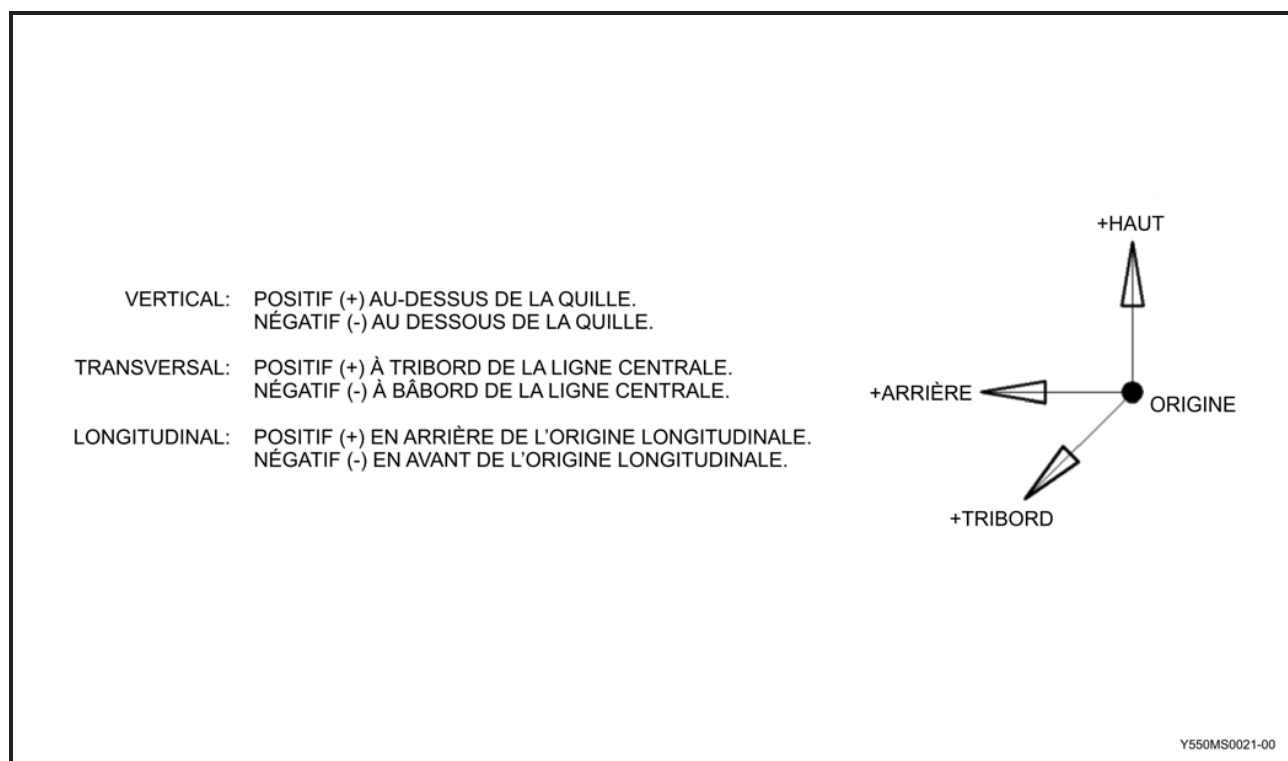 VERTICAL: POSITIF (+) AU-DESSUS DE LA QUILLE.
NÉGATIF (-) AU DESSOUS DE LA QUILLE.
TRANSVERSAL: POSITIF (+) À TRIBORD DE LA LIGNE CENTRALE.
NÉGATIF (-) À BÂBORD DE LA LIGNE CENTRALE.
LONGITUDINAL: POSITIF (+) EN ARRIÈRE DE L’ORIGINE LONGITUDINALE.
NÉGATIF (-) EN AVANT DE L’ORIGINE LONGITUDINALE.
+HAUT
+ARRIÈRE
ORIGINE
+TRIBORD
Y550MS0021-00